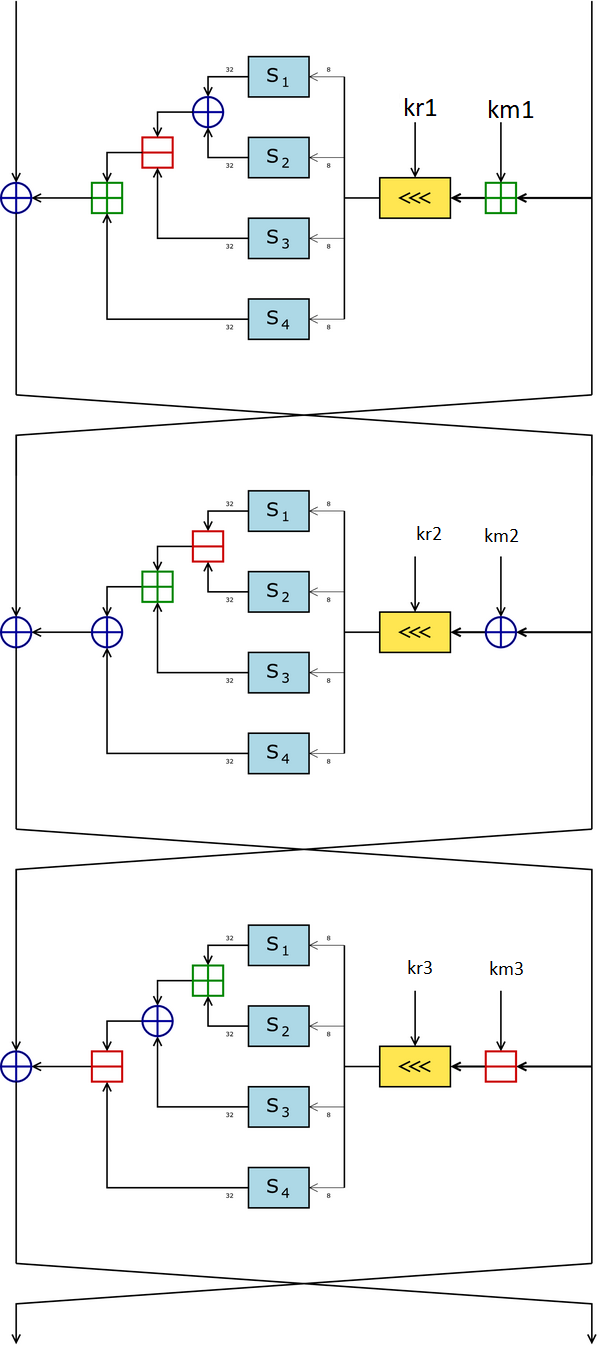 32 S1 8
kr1 km1
32 S2 8
<<<
32 S3 8
32 S4 8
32 S1 8
kr2 km2
32 S2 8
<<<
32 S3 8
32 S4 8
32 S1 8
kr3 km3
32 S2 8
<<<
32 S3 8
32 S4 8